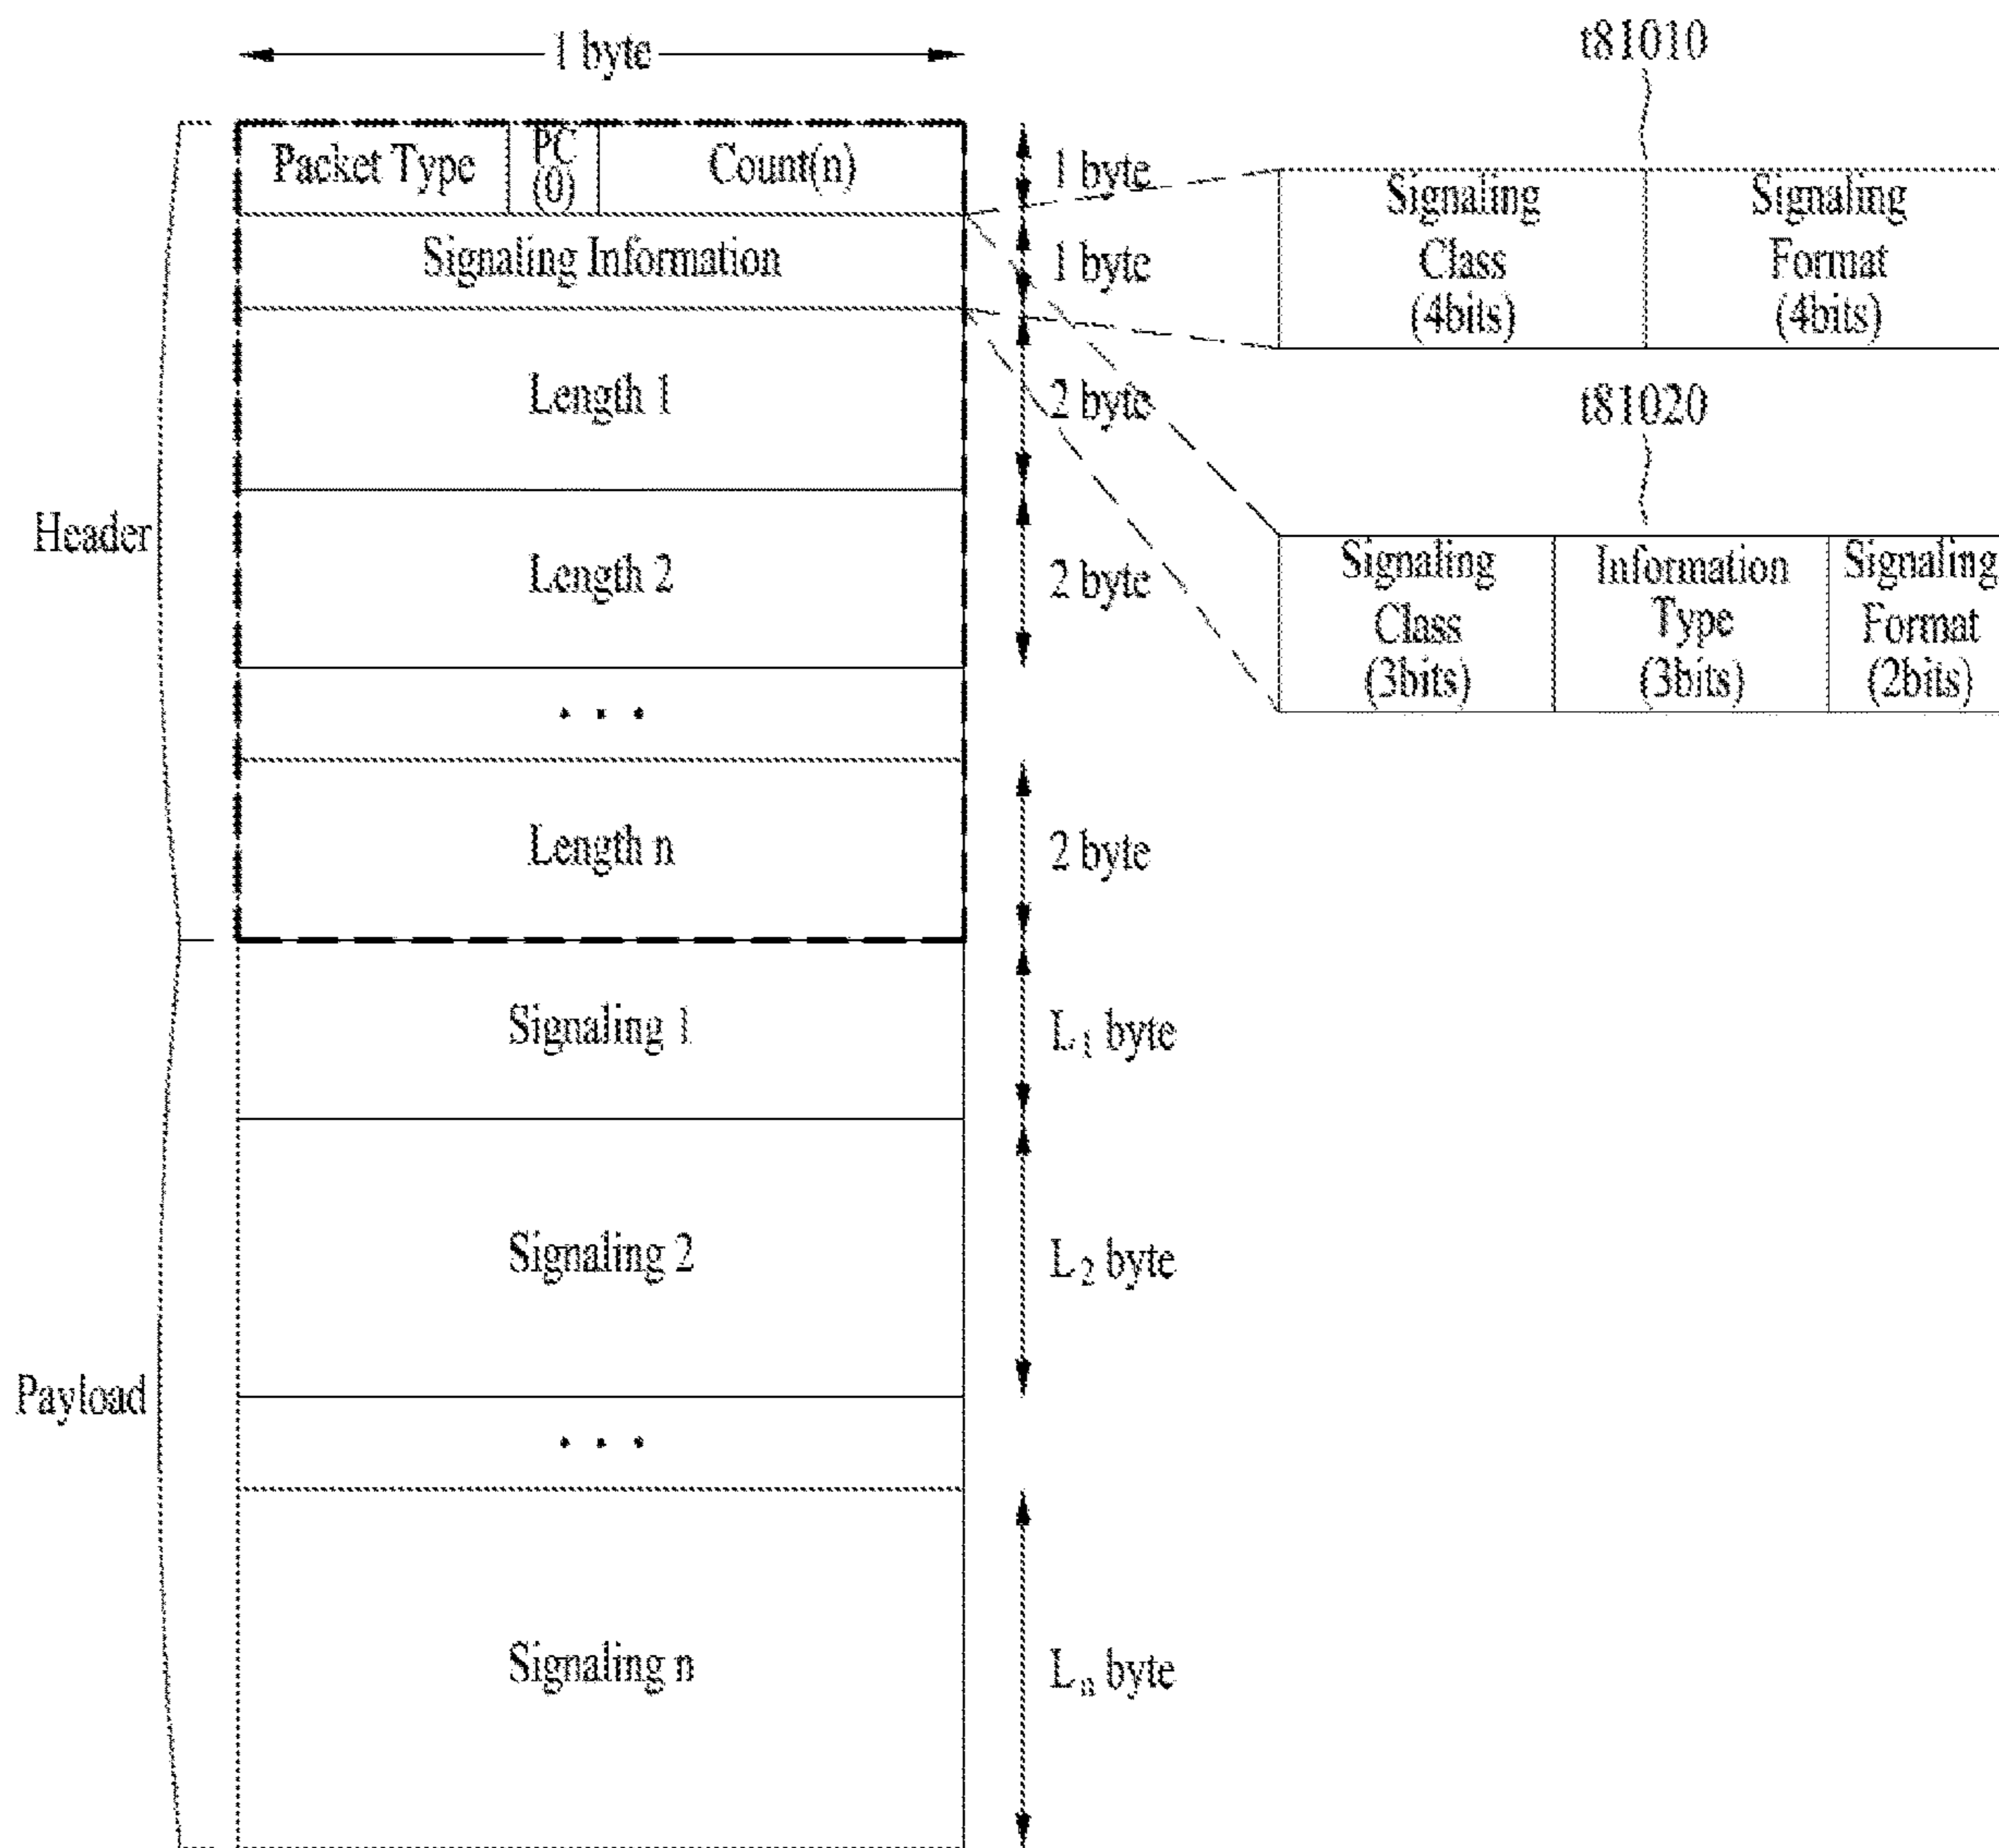 1 byte
t81010
Packet Type
PC
(0)
Count(n)
1 byte
Signaling
Class
(4bits)
Signaling
Format
(4bits)
Signaling Information
1 byte
Length 1
2 byte
t81020
Header
Length 2
2 byte
Signaling
Class
(3bits)
Information
Type
(3bits)
Signaling
Format
(2bits)
• • •
Length n
2 byte
Signaling 1
L1 byte
Signaling 2
L2 byte
Payload
• • •
Signaling n
Ln byte